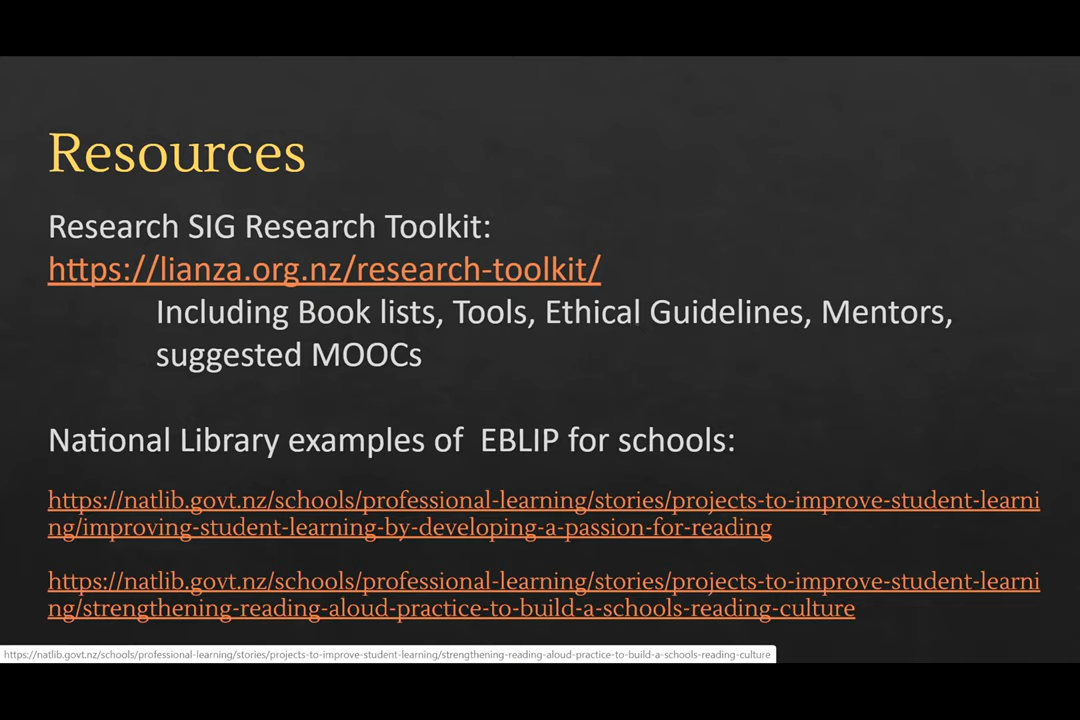 Resources
Research SIG Research Toolkit:
https://lianza.org.nz/research-toolkit/
Including Book lists, Tools, Ethical Guidelines, Mentors,
suggested MOOCs
National Library examples of  EBLIP for schools:
https://natlib.govt.nz/schools/professional-learning/stories/projects-to-improve-student-learni
ng/improving-student-learning-by-developing-a-passion-for-reading
https://natlib.govt.nz/schools/professional-learning/stories/projects-to-improve-student-learni
ng/strengthening-reading-aloud-practice-to-build-a-schools-reading-culture
https://natlib.govt.nz/schools/professional-learning/stories/projects-to-improve-student-learning/strengthening-reading-aloud-practice-to-build-a-schools-reading-culture